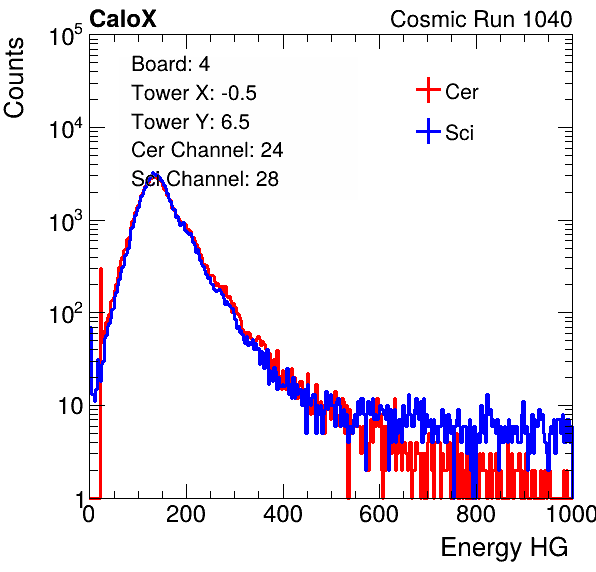 CaloX Cosmic Run 1040
Counts
10^5
10^4
10^3
10^2
10
1
Board: 4
Tower X: -0.5
Tower Y: 6.5
Cer Channel: 24
Sci Channel: 28
Cer
Sci
0 200 400 600 800 1000
Energy HG